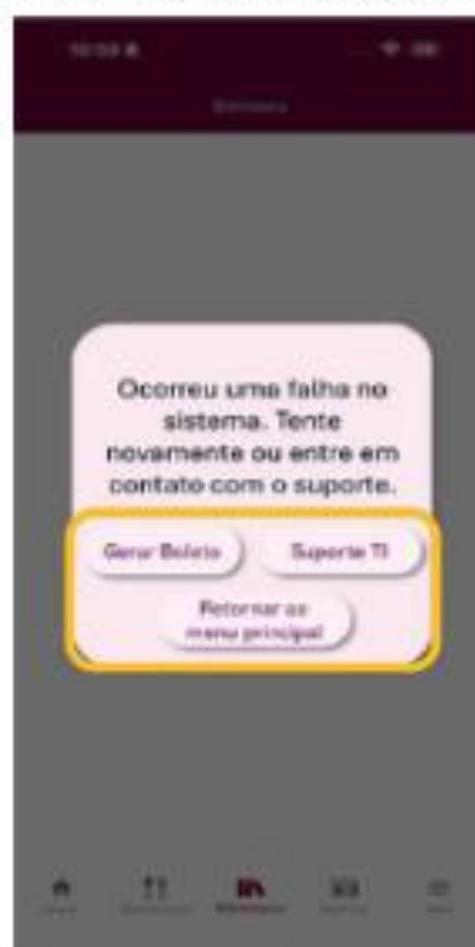 Biblioteca
Ocorreu uma falha no
sistema. Tente
novamente ou entre em
contato com o suporte.
Gerar Boleto
Suporte TI
Retornar ao
menu principal